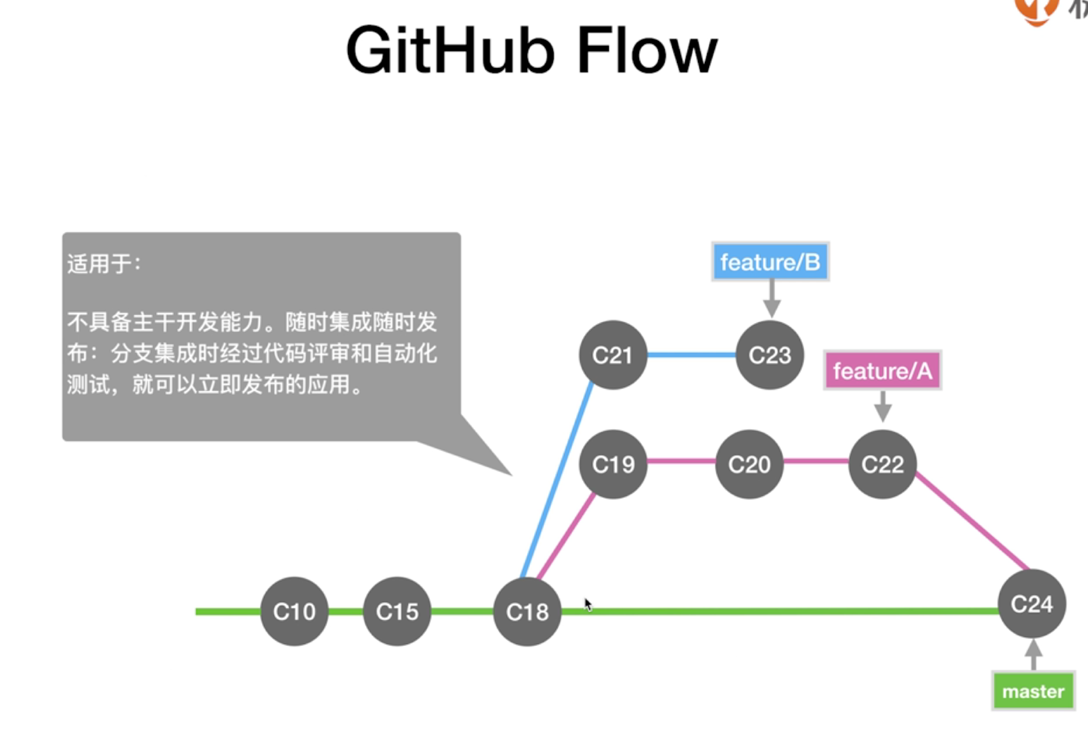 GitHub Flow
适用于：
不具备主干开发能力。随时集成随时发
布：分支集成时经过代码评审和自动化
测试，就可以立即发布的应用。
feature/B
C21
C23
feature/A
C19
C20
C22
C10
C15
C18
C24
master